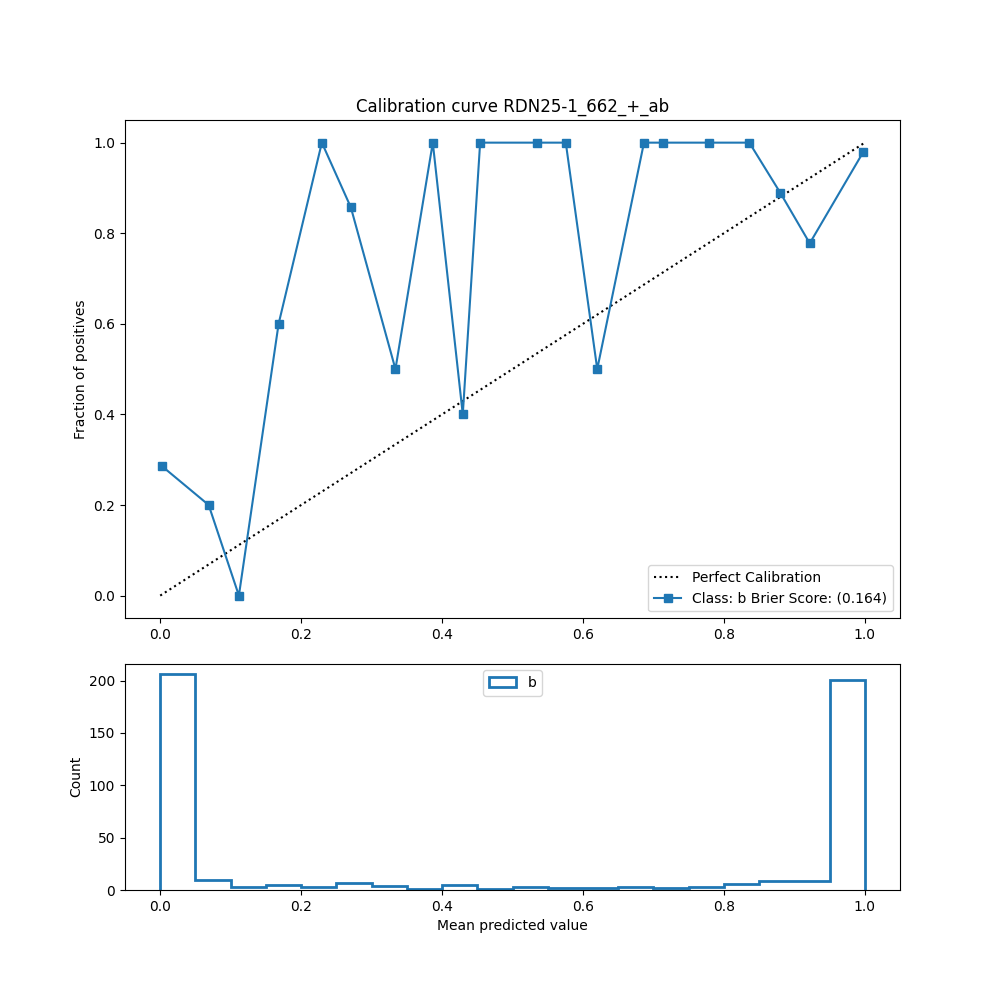 Calibration curve RDN25-1_662_+_ab
Fraction of positives
1.0
0.8
0.6
0.4
0.2
0.0
Perfect Calibration
Class: b Brier Score: (0.164)
0.0 0.2 0.4 0.6 0.8 1.0
Count
200
150
100
50
0
b
0.0 0.2 0.4 0.6 0.8 1.0
Mean predicted value